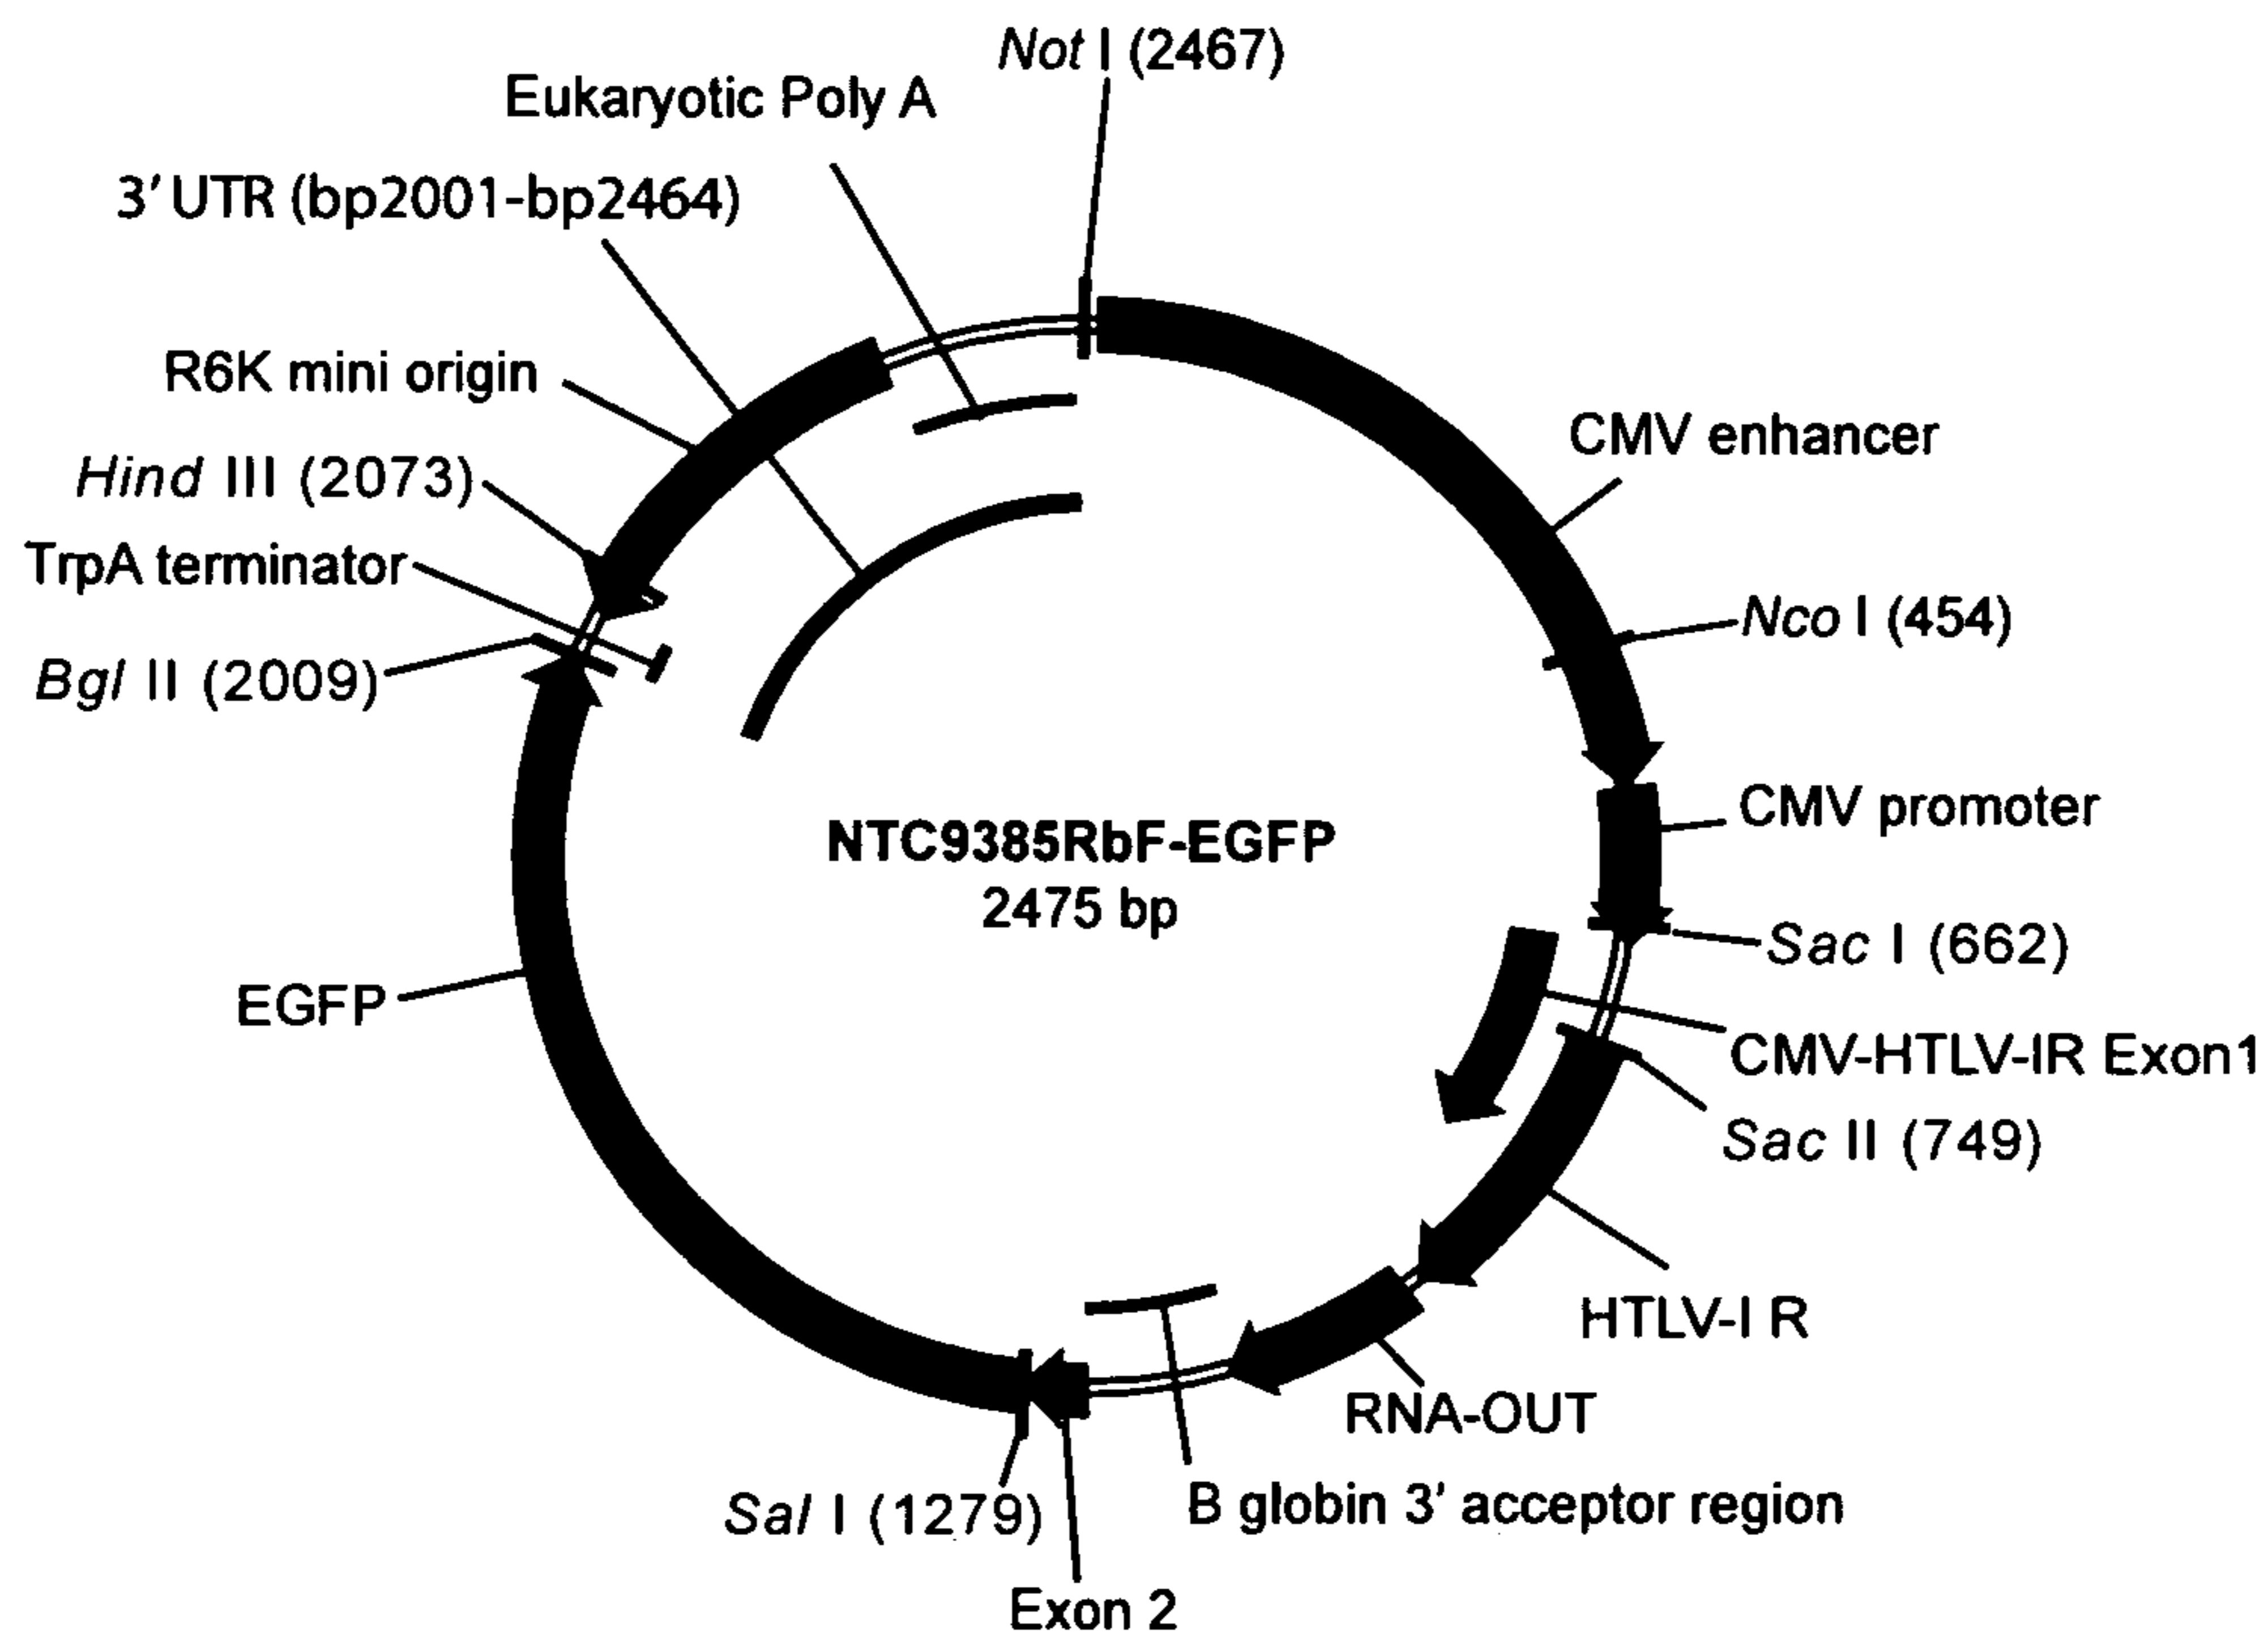 Not I (2467)
Eukaryotic Poly A
3' UTR (bp2001-bp2464)
R6K mini origin
Hind III (2073)
TrpA terminator
Bgl II (2009)
CMV enhancer
Nco I (454)
CMV promoter
NTC9385RbF-EGFP
2475 bp
Sac I (662)
EGFP
CMV-HTLV-IR Exon1
Sac II (749)
HTLV-I R
RNA-OUT
B globin 3' acceptor region
Sal I (1279)
Exon 2